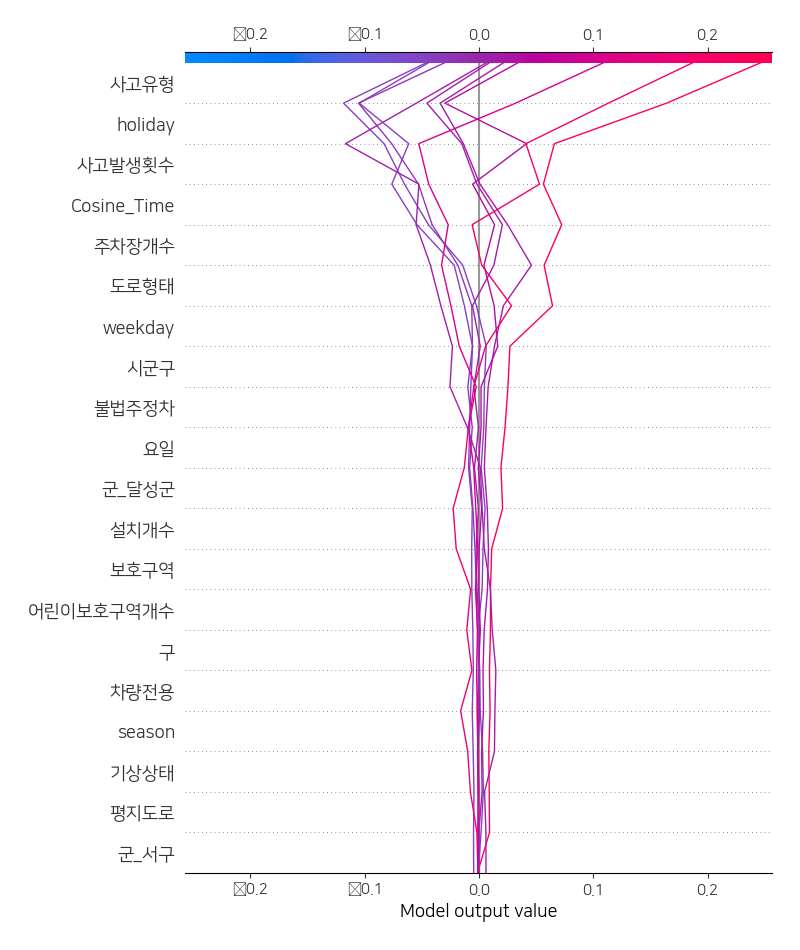 ☒0.2 ☒0.1 0.0 0.1 0.2
사고유형
holiday
사고발생횟수
Cosine_Time
주차장개수
도로형태
weekday
시군구
불법주정차
요일
군_달성군
설치개수
보호구역
어린이보호구역개수
구
차량전용
season
기상상태
평지도로
군_서구
☒0.2 ☒0.1 0.0 0.1 0.2
Model output value